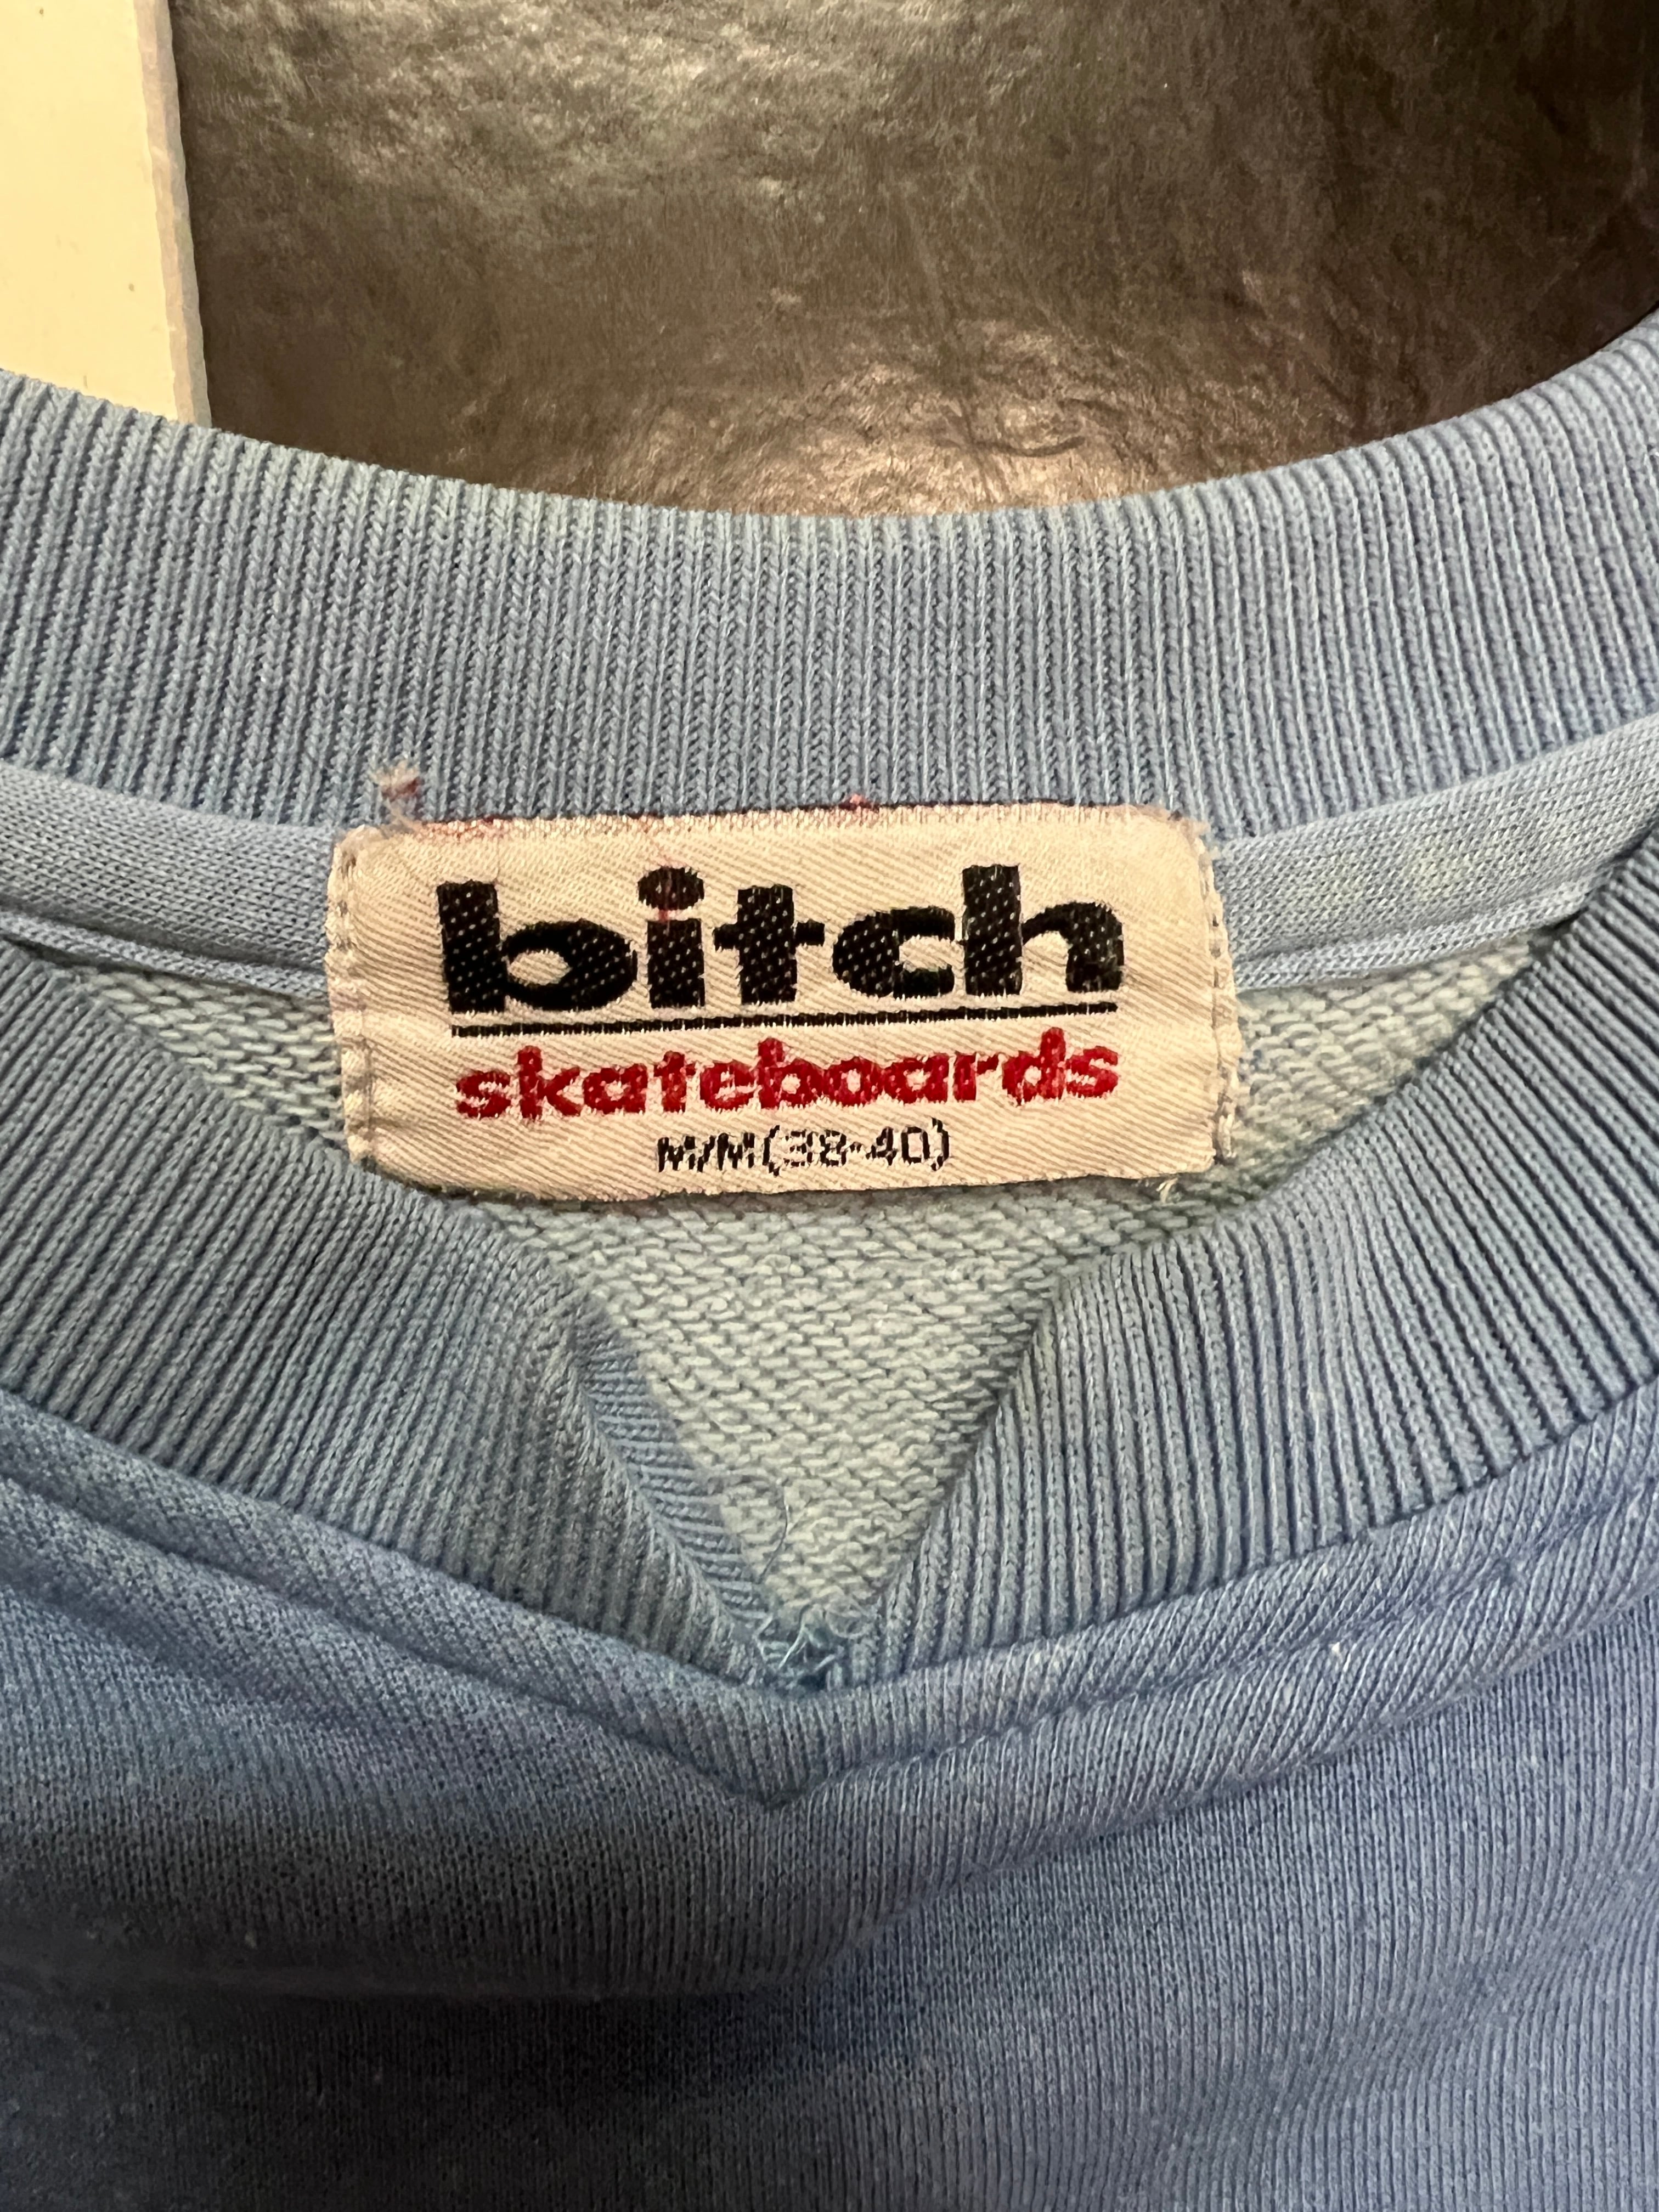 bitch
skateboards
M/M(38-40)